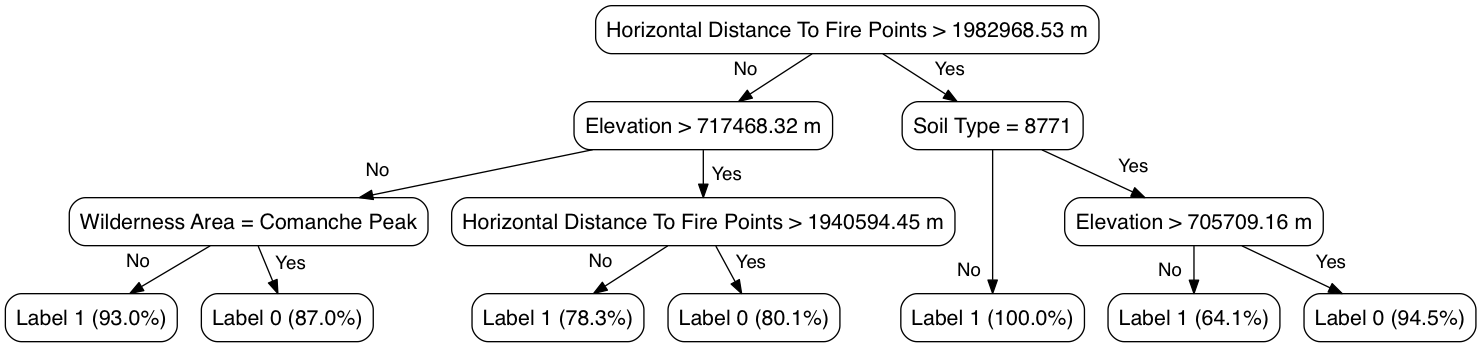 Horizontal Distance To Fire Points > 1982968.53 m
No
Yes
Elevation > 717468.32 m
Soil Type = 8771
No
Yes
Yes
Wilderness Area = Comanche Peak
Horizontal Distance To Fire Points > 1940594.45 m
Elevation > 705709.16 m
No
Yes
No
Yes
No
No
Yes
Label 1 (93.0%)
Label 0 (87.0%)
Label 1 (78.3%)
Label 0 (80.1%)
Label 1 (100.0%)
Label 1 (64.1%)
Label 0 (94.5%)